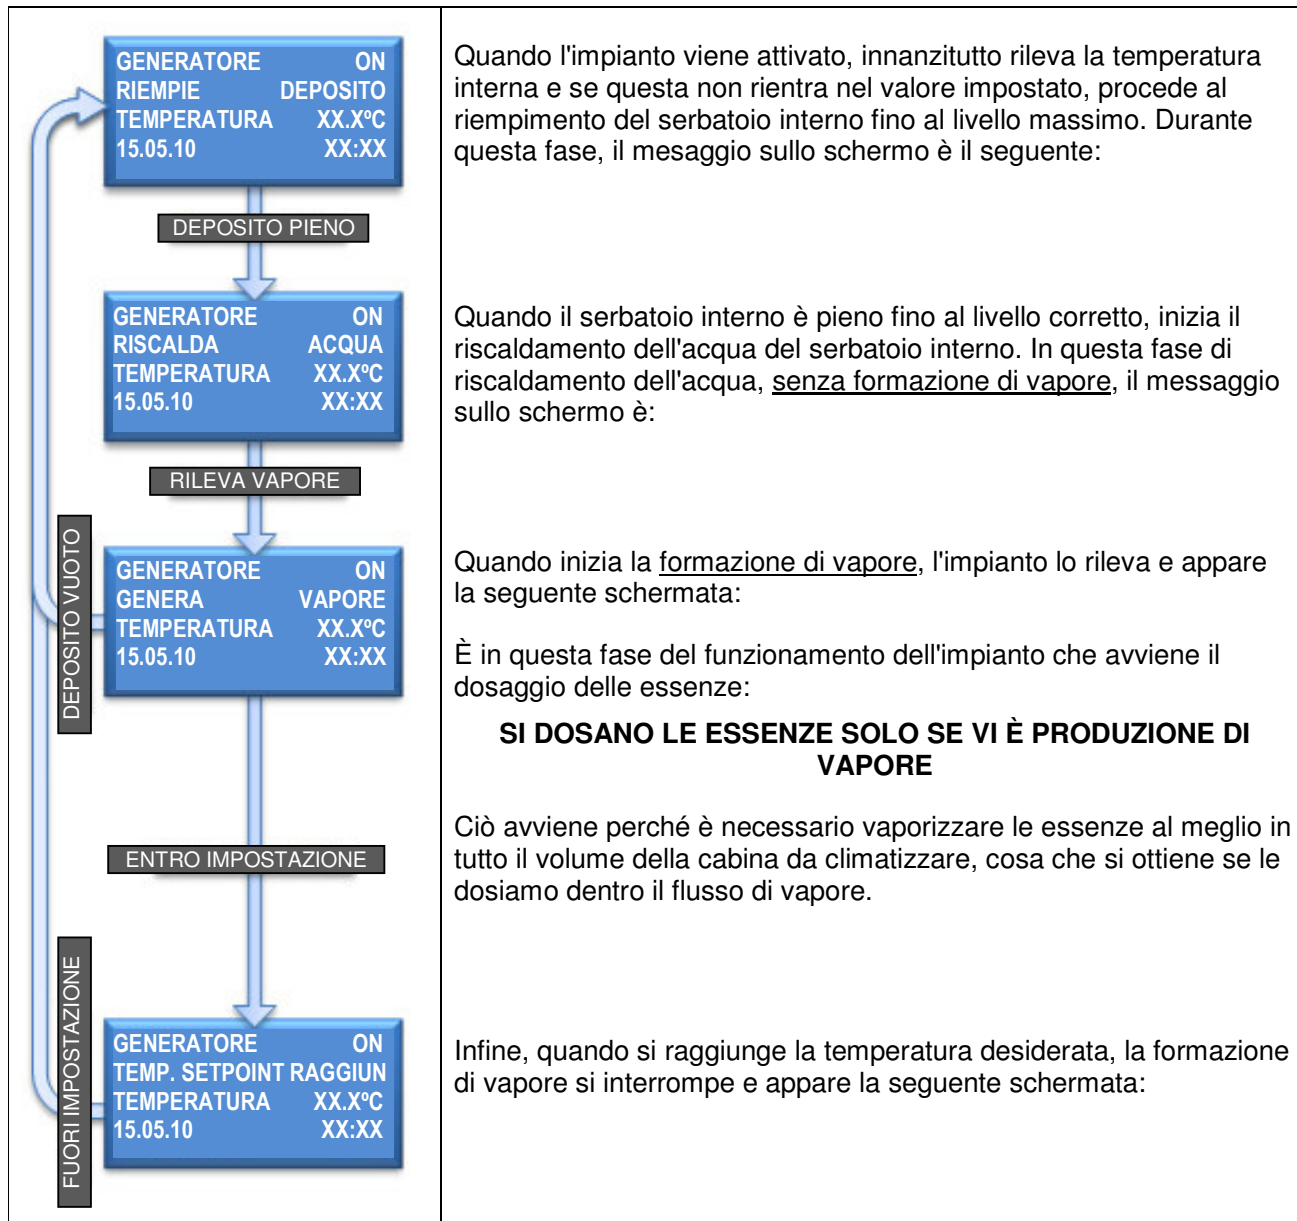 GENERATORE ON
RIEMPIE DEPOSITO
TEMPERATURA XX.XºC
15.05.10 XX:XX
Quando l'impianto viene attivato, innanzitutto rileva la temperatura
interna e se questa non rientra nel valore impostato, procede al
riempimento del serbatoio interno fino al livello massimo. Durante
questa fase, il mesaggio sullo schermo è il seguente:
DEPOSITO PIENO
GENERATORE ON
RISCALDA ACQUA
TEMPERATURA XX.XºC
15.05.10 XX:XX
Quando il serbatoio interno è pieno fino al livello corretto, inizia il
riscaldamento dell'acqua del serbatoio interno. In questa fase di
riscaldamento dell'acqua, senza formazione di vapore, il messaggio
sullo schermo è:
RILEVA VAPORE
DEPOSITO VUOTO
GENERATORE ON
GENERA VAPORE
TEMPERATURA XX.XºC
15.05.10 XX:XX
Quando inizia la formazione di vapore, l'impianto lo rileva e appare
la seguente schermata:
È in questa fase del funzionamento dell'impianto che avviene il
dosaggio delle essenze:
SI DOSANO LE ESSENZE SOLO SE VI È PRODUZIONE DI
VAPORE
Ciò avviene perché è necessario vaporizzare le essenze al meglio in
tutto il volume della cabina da climatizzare, cosa che si ottiene se le
dosiamo dentro il flusso di vapore.
ENTRO IMPOSTAZIONE
FUORI IMPOSTAZIONE
GENERATORE ON
TEMP. SETPOINT RAGGIUN
TEMPERATURA XX.XºC
15.05.10 XX:XX
Infine, quando si raggiunge la temperatura desiderata, la formazione
di vapore si interrompe e appare la seguente schermata: